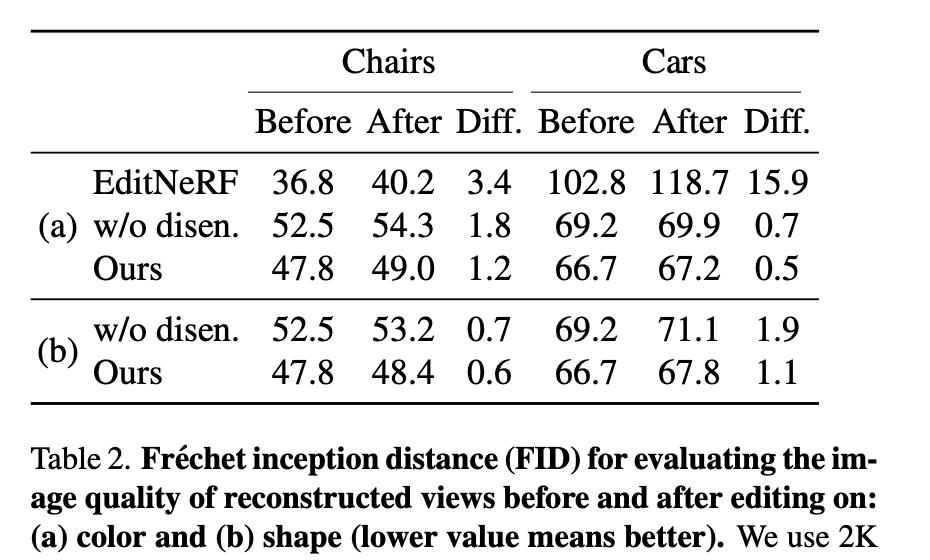 Chairs Cars
Before After Diff. Before After Diff.
EditNeRF 36.8 40.2 3.4 102.8 118.7 15.9
(a) w/o disen. 52.5 54.3 1.8 69.2 69.9 0.7
Ours 47.8 49.0 1.2 66.7 67.2 0.5
w/o disen. 52.5 53.2 0.7 69.2 71.1 1.9
(b)
Ours 47.8 48.4 0.6 66.7 67.8 1.1
Table 2. Fréchet inception distance (FID) for evaluating the im-
age quality of reconstructed views before and after editing on:
(a) color and (b) shape (lower value means better). We use 2K